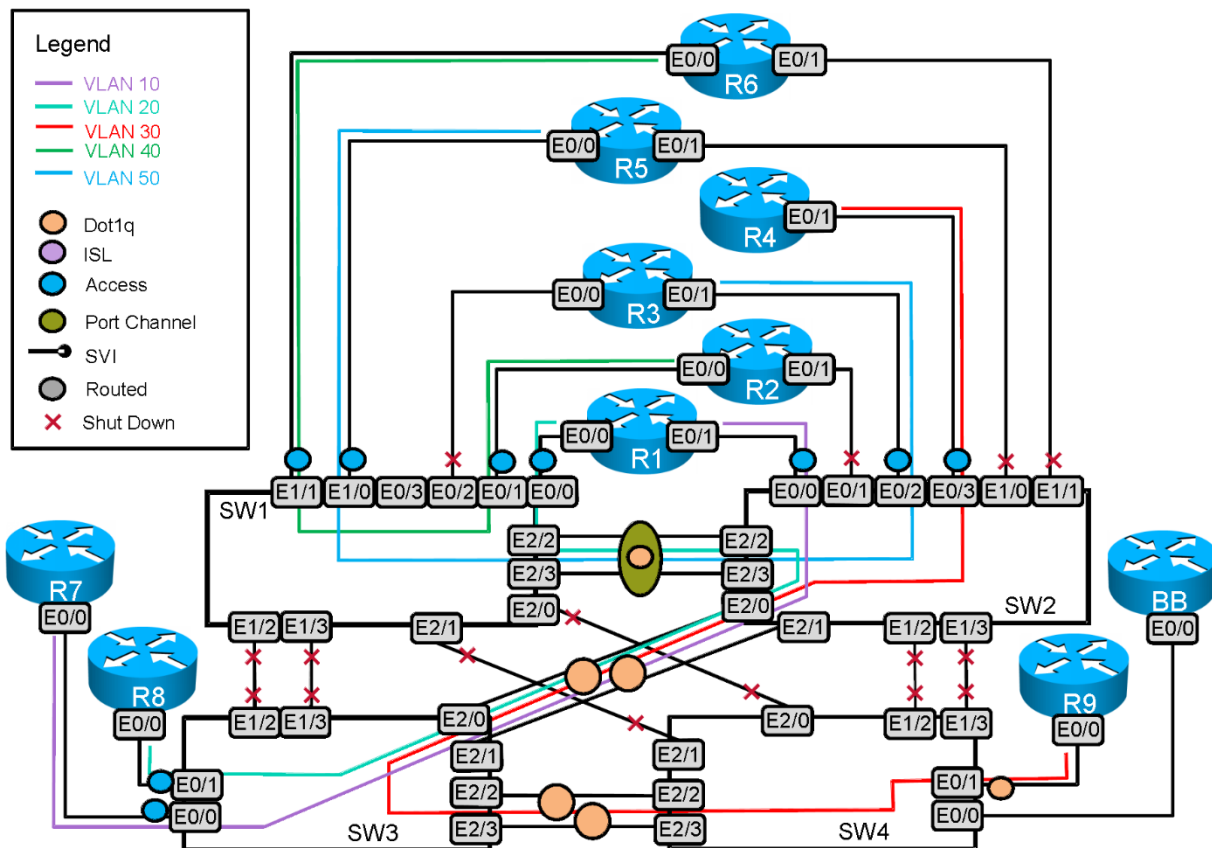 Legend
VLAN 10
VLAN 20
VLAN 30
VLAN 40
VLAN 50
Dot1q
ISL
Access
Port Channel
SVI
Routed
Shut Down
E0/0 E0/1
R6
E0/0 E0/1
R5
E0/1
R4
E0/0 E0/1
R3
E0/0 E0/1
R2
E0/0 E0/1
R1
SW1
E1/1 E1/0 E0/3 E0/2 E0/1 E0/0
E0/0 E0/1 E0/2 E0/3 E1/0 E1/1
E2/2 E2/2
E2/3 E2/3
E2/0 E2/0
SW2
E1/2 E1/3 E2/1
E2/1 E1/2 E1/3
R7
E0/0
BB
E0/0
R8
E0/0
R9
E0/0
E1/2 E1/3 E2/0
E2/0 E1/2 E1/3
E2/1 E2/1
E0/1 E2/2 E2/2 E0/1
E0/0 E2/3 E2/3 E0/0
SW3 SW4